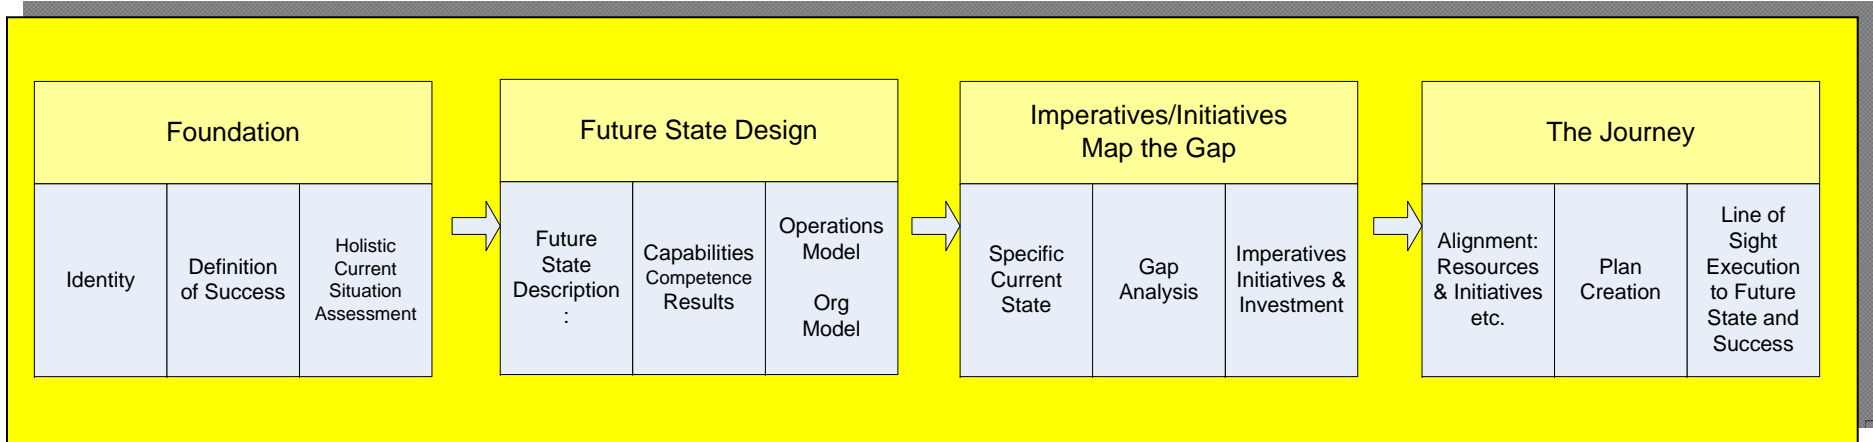 Foundation
Identity
Definition
of Success
Holistic
Current
Situation
Assessment
Future State Design
Future
State
Description
:
Capabilities
Competence
Results
Operations
Model
Org
Model
Imperatives/Initiatives
Map the Gap
Specific
Current
State
Gap
Analysis
Imperatives
Initiatives &
Investment
The Journey
Alignment:
Resources
& Initiatives
etc.
Plan
Creation
Line of
Sight
Execution
to Future
State and
Success